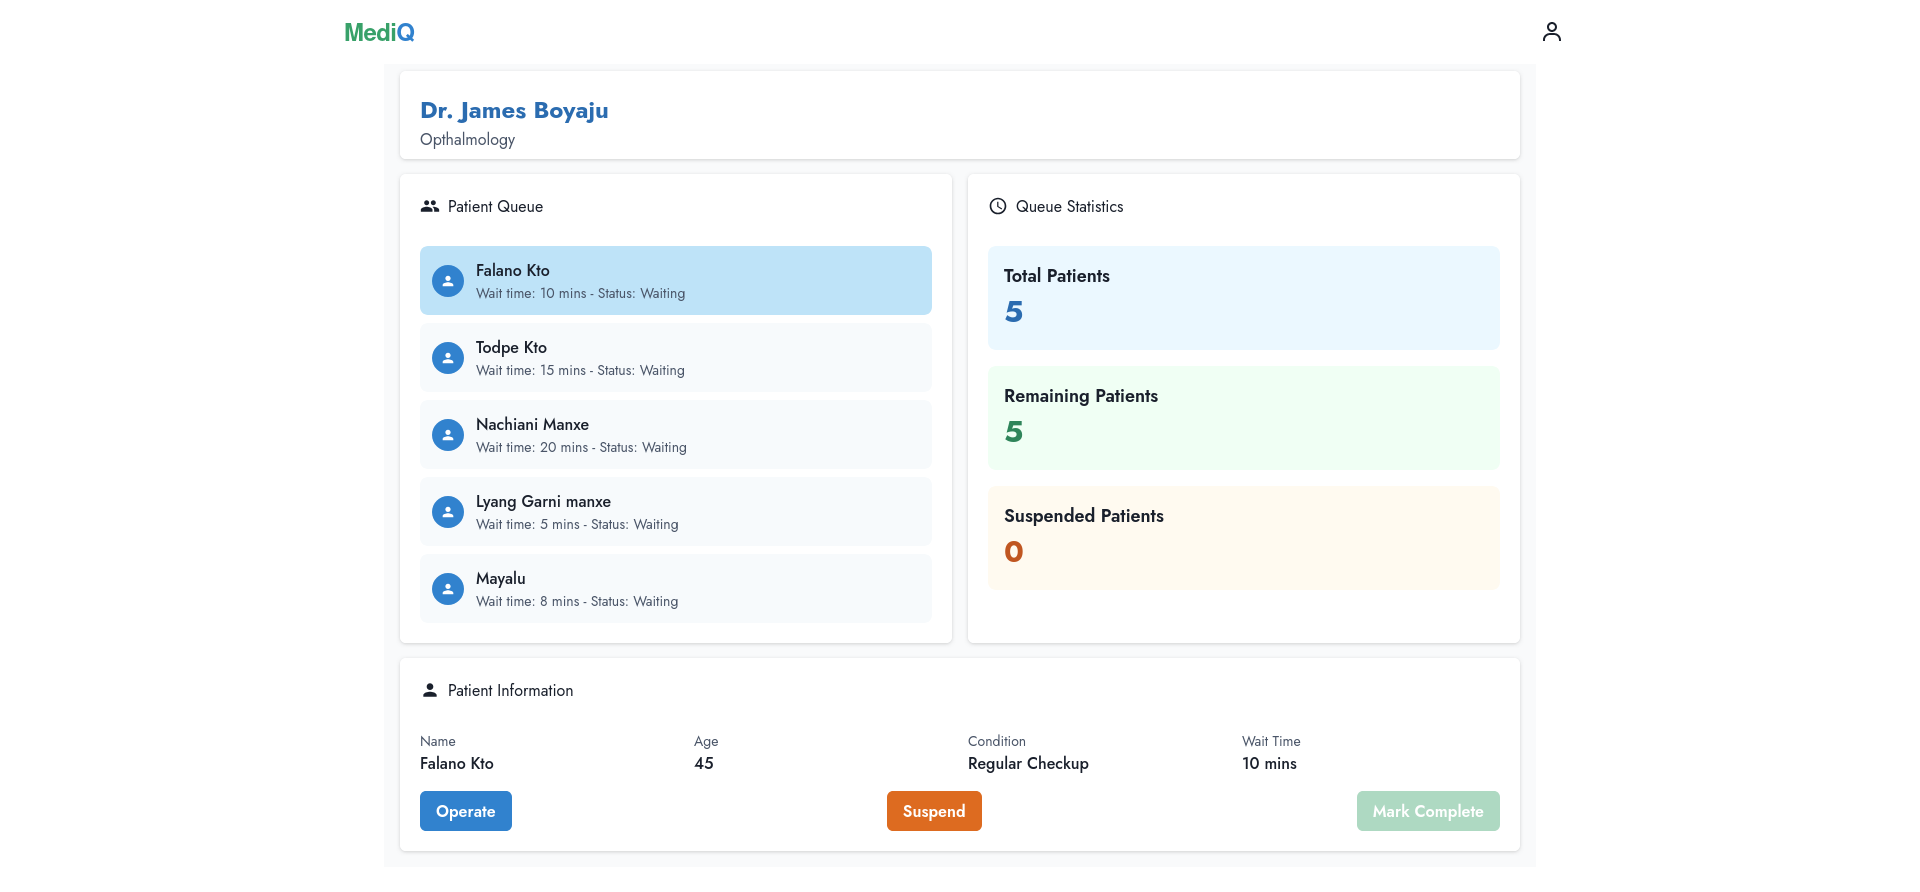 MediQ
Dr. James Boyaju
Opthalmology
Patient Queue
Falano Kto
Wait time: 10 mins - Status: Waiting
Todpe Kto
Wait time: 15 mins - Status: Waiting
Nachiani Manxe
Wait time: 20 mins - Status: Waiting
Lyang Garni manxe
Wait time: 5 mins - Status: Waiting
Mayalu
Wait time: 8 mins - Status: Waiting
Queue Statistics
Total Patients
5
Remaining Patients
5
Suspended Patients
0
Patient Information
Name
Falano Kto
Age
45
Condition
Regular Checkup
Wait Time
10 mins
Operate
Suspend
Mark Complete